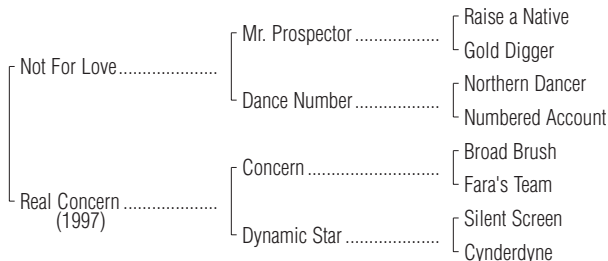 Raise a Native
Mr. Prospector ..................
Gold Digger
Not For Love.....................
Northern Dancer
Dance Number ..................
Numbered Account
Broad Brush
Concern ............................
Fara's Team
Real Concern ....................
(1997)
Silent Screen
Dynamic Star ....................
Cynderdyne